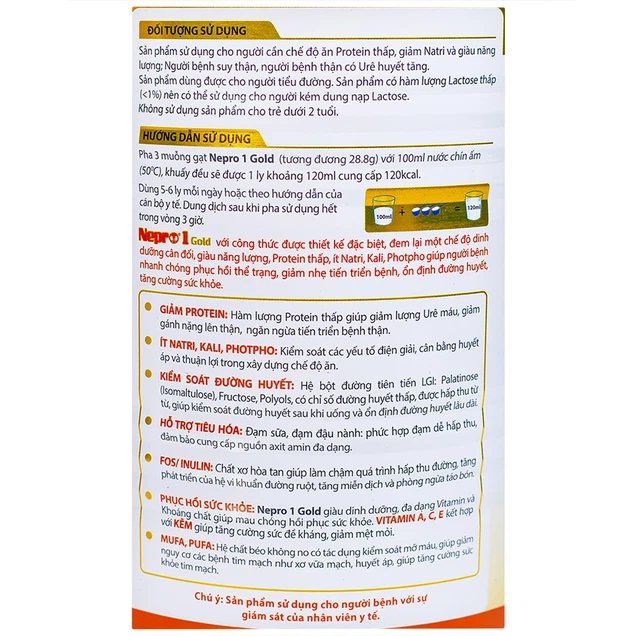 ĐỐI TƯỢNG SỬ DỤNG
Sản phẩm sử dụng cho người cần chế độ ăn Protein thấp, giảm Natri và giàu năng
lượng; Người bệnh suy thận, người bệnh thận có Urê huyết tăng.
Sản phẩm dùng được cho người tiểu đường. Sản phẩm có hàm lượng Lactose thấp
(<1%) nên có thể sử dụng cho người kém dung nạp Lactose.
Không sử dụng sản phẩm cho trẻ dưới 2 tuổi.
HƯỚNG DẪN SỬ DỤNG
Pha 3 muỗng gạt Nepro 1 Gold (tương đương 28.8g) với 100ml nước chín ấm
(50°C), khuấy đều sẽ được 1 ly khoảng 120ml cung cấp 120kcal.
Dùng 5-6 ly mỗi ngày hoặc theo hướng dẫn của
cán bộ y tế. Dung dịch sau khi pha sử dụng hết
trong vòng 3 giờ.
100ml + = 120ml
Nepro 1 Gold với công thức được thiết kế đặc biệt, đem lại một chế độ dinh
dưỡng cân đối, giàu năng lượng, Protein thấp, ít Natri, Kali, Photpho giúp người bệnh
nhanh chóng phục hồi thể trạng, giảm nhẹ tiến triển bệnh, ổn định đường huyết,
tăng cường sức khỏe.
• GIẢM PROTEIN: Hàm lượng Protein thấp giúp giảm lượng Urê máu, giảm
gánh nặng lên thận, ngăn ngừa tiến triển bệnh thận.
• ÍT NATRI, KALI, PHOTPHO: Kiểm soát các yếu tố điện giải, cân bằng huyết
áp và thuận lợi trong xây dựng chế độ ăn.
• KIỂM SOÁT ĐƯỜNG HUYẾT: Hệ bột đường tiên tiến LGI: Palatinose
(Isomaltulose), Fructose, Polyols, có chỉ số đường huyết thấp, được hấp thu từ
từ, giúp kiểm soát đường huyết sau khi uống và ổn định đường huyết lâu dài.
• HỖ TRỢ TIÊU HÓA: Đạm sữa, đạm đậu nành: phức hợp đạm dễ hấp thu,
đảm bảo cung cấp nguồn axit amin đa dạng.
• FOS/ INULIN: Chất xơ hòa tan giúp làm chậm quá trình hấp thu đường, tăng
phát triển của hệ vi khuẩn đường ruột, tăng miễn dịch và phòng ngừa táo bón.
• PHỤC HỒI SỨC KHỎE: Nepro 1 Gold giàu dinh dưỡng, đa dạng Vitamin và
Khoáng chất giúp mau chóng hồi phục sức khỏe. VITAMIN A, C, E kết hợp
với KẼM giúp tăng cường sức đề kháng, giảm mệt mỏi.
• MUFA, PUFA: Hệ chất béo không no có tác dụng kiểm soát mỡ máu, giúp giảm
nguy cơ các bệnh tim mạch như xơ vữa mạch, huyết áp, giúp tăng cường sức
khỏe tim mạch.
Chú ý: Sản phẩm sử dụng cho người bệnh với sự
giám sát của nhân viên y tế.